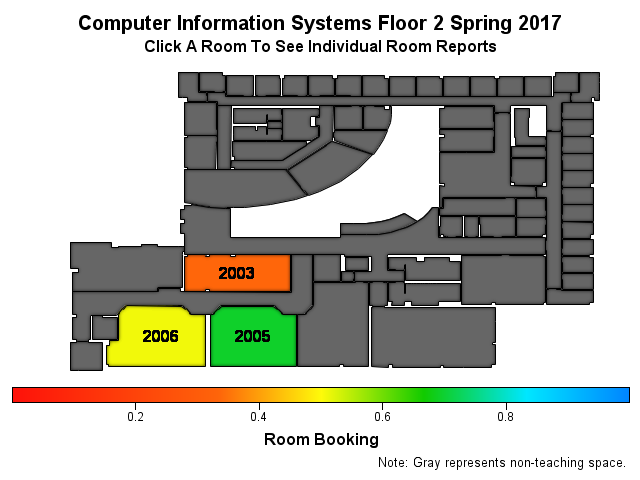 Computer Information Systems Floor 2 Spring 2017
Click A Room To See Individual Room Reports
2003
2006
2005
0.2 0.4 0.6 0.8
Room Booking
Note: Gray represents non-teaching space.